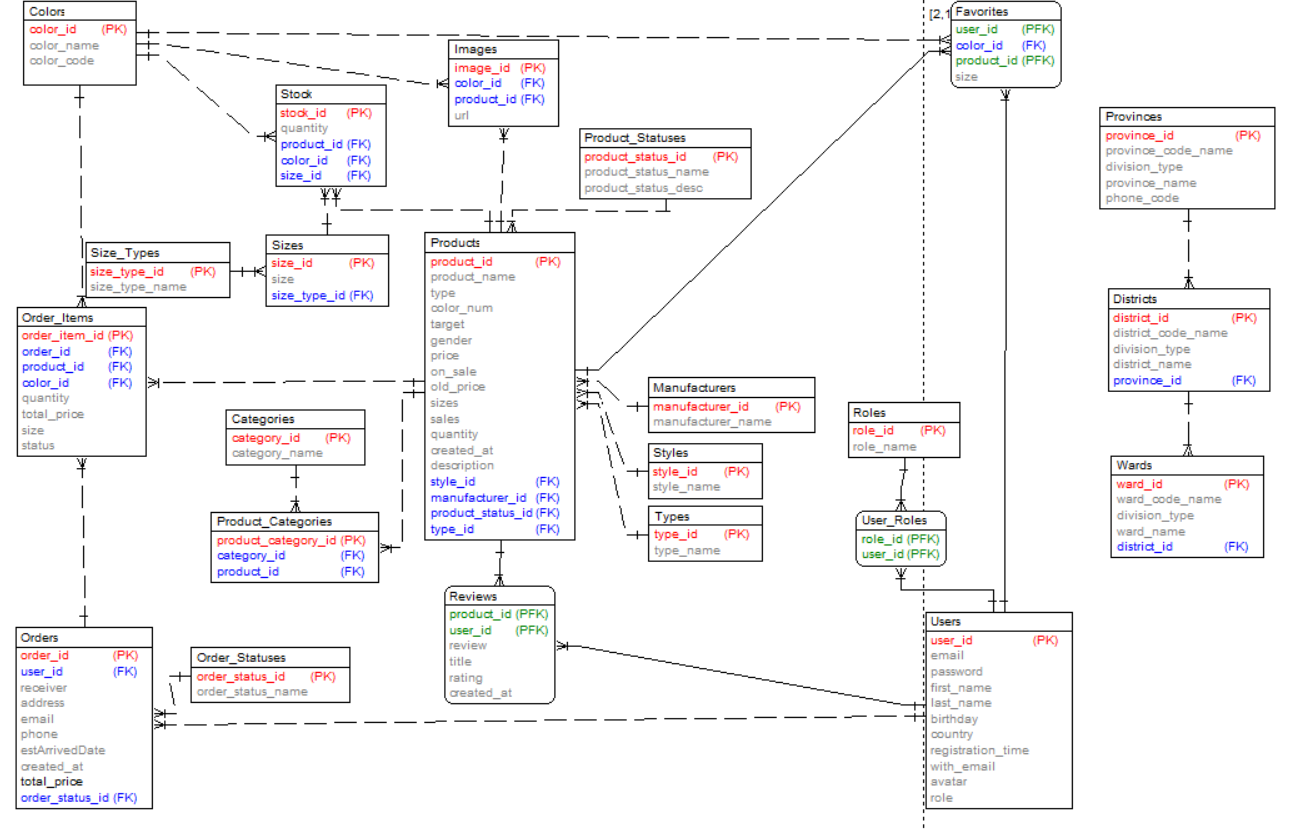 Colors
color_id (PK)
color_name
color_code
[2,1
Favorites
user_id (PFK)
color_id (FK)
product_id (PFK)
size
Images
image_id (PK)
color_id (FK)
product_id (FK)
url
Stock
stock_id (PK)
quantity
product_id (FK)
color_id (FK)
size_id (FK)
Product_Statuses
product_status_id (PK)
product_status_name
product_status_desc
Provinces
province_id (PK)
province_code_name
division_type
province_name
phone_code
Size_Types
size_type_id (PK)
size_type_name
Sizes
size_id (PK)
size
size_type_id (FK)
Products
product_id (PK)
product_name
type
color_num
target
gender
price
on_sale
old_price
sizes
sales
quantity
created_at
description
style_id (FK)
manufacturer_id (FK)
product_status_id (FK)
type_id (FK)
Districts
district_id (PK)
district_code_name
division_type
district_name
province_id (FK)
Order_Items
order_item_id (PK)
order_id (FK)
product_id (FK)
color_id (FK)
quantity
total_price
size
status
Manufacturers
manufacturer_id (PK)
manufacturer_name
Categories
category_id (PK)
category_name
Roles
role_id (PK)
role_name
Styles
style_id (PK)
style_name
Wards
ward_id (PK)
ward_code_name
division_type
ward_name
district_id (FK)
Types
type_id (PK)
type_name
Product_Categories
product_category_id (PK)
category_id (FK)
product_id (FK)
User_Roles
role_id (PFK)
user_id (PFK)
Reviews
product_id (PFK)
user_id (PFK)
review
title
rating
created_at
Users
user_id (PK)
email
password
first_name
last_name
birthday
country
registration_time
with_email
avatar
role
Orders
order_id (PK)
user_id (FK)
receiver
address
email
phone
estArrivedDate
created_at
total_price
order_status_id (FK)
Order_Statuses
order_status_id (PK)
order_status_name